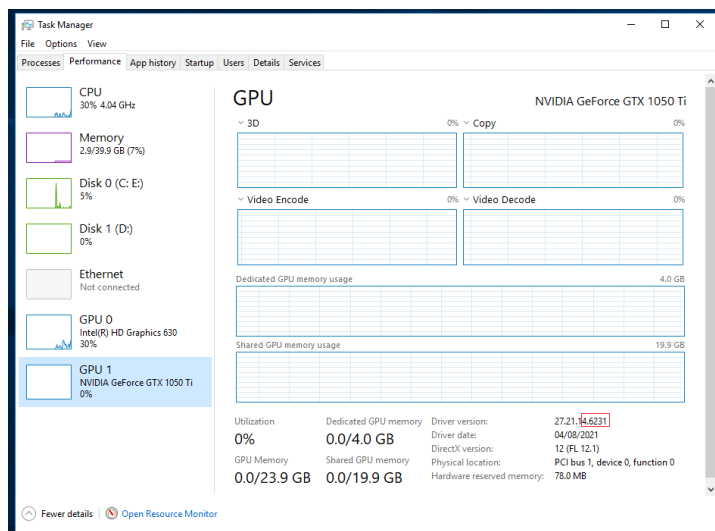 Task Manager
File Options View
Processes Performance App history Startup Users Details Services
CPU
30% 4.04 GHz
Memory
2.9/39.9 GB (7%)
Disk 0 (C: E:)
5%
Disk 1 (D:)
0%
Ethernet
Not connected
GPU 0
Intel(R) HD Graphics 630
30%
GPU 1
NVIDIA GeForce GTX 1050 Ti
0%
GPU NVIDIA GeForce GTX 1050 Ti
3D 0% Copy 0%
Video Encode 0% Video Decode 0%
Dedicated GPU memory usage 4.0 GB
Shared GPU memory usage 19.9 GB
Utilization
0%
Dedicated GPU memory
0.0/4.0 GB
GPU Memory
0.0/23.9 GB
Shared GPU memory
0.0/19.9 GB
Driver version: 27.21.14.6231
Driver date: 04/08/2021
DirectX version: 12 (FL 12.1)
Physical location: PCI bus 1, device 0, function 0
Hardware reserved memory: 78.0 MB
Fewer details Open Resource Monitor